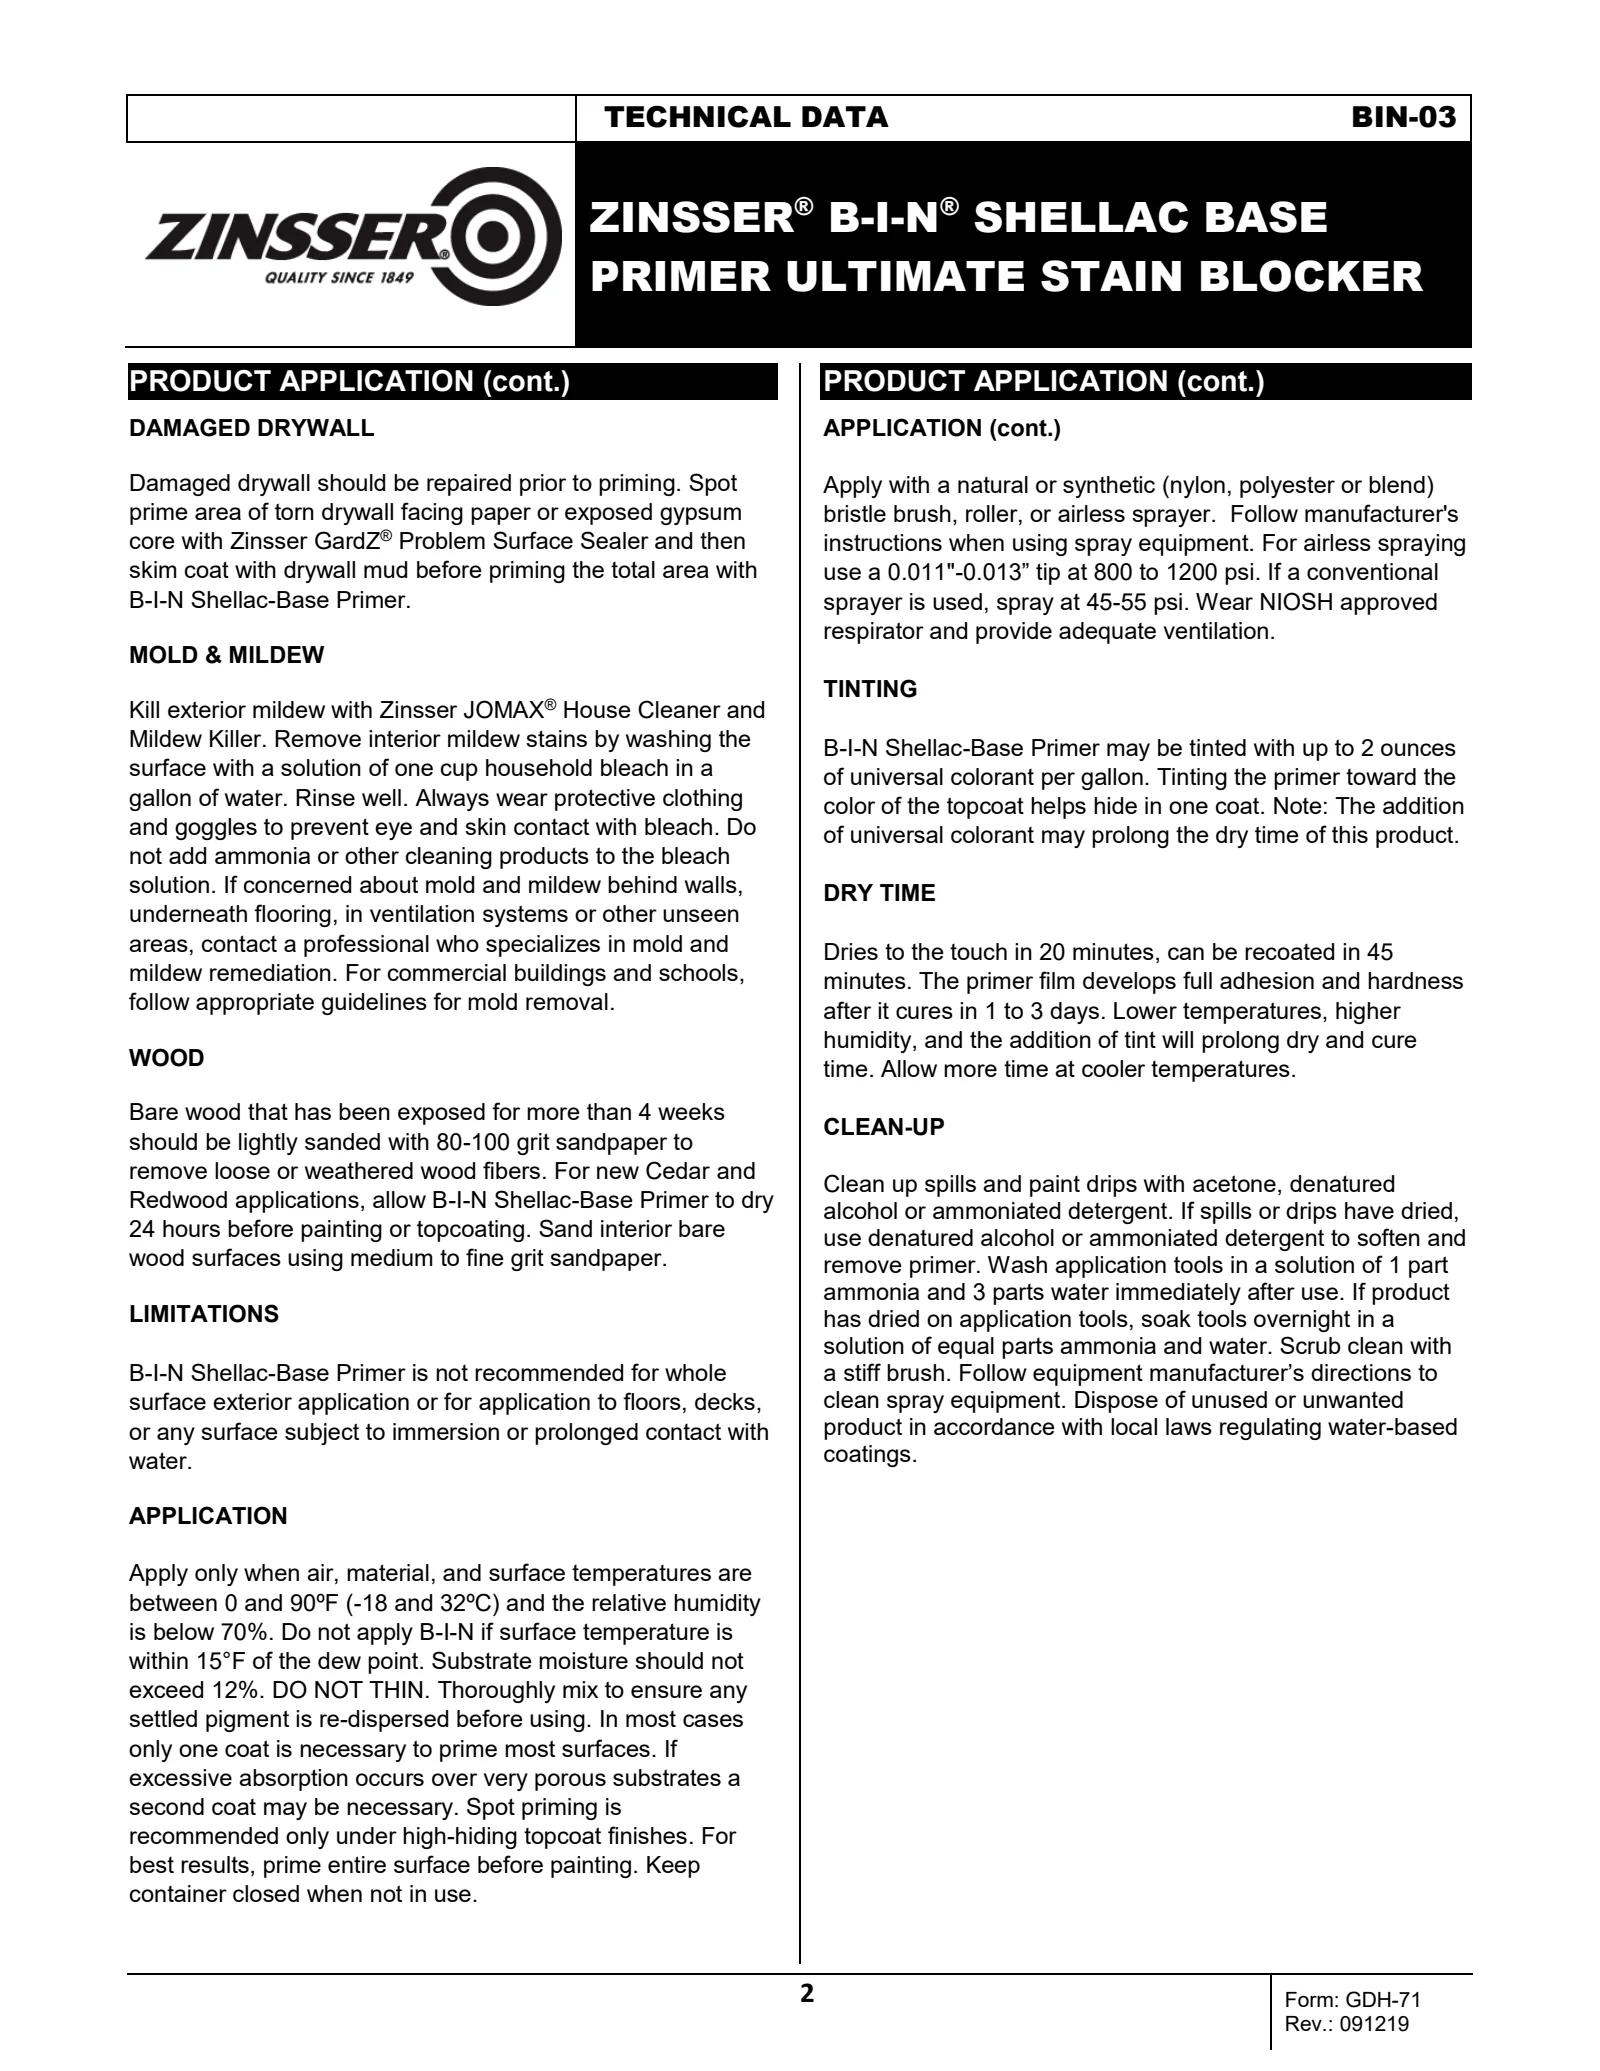 TECHNICAL DATA BIN-03
ZINSSER®
QUALITY SINCE 1849
ZINSSER® B-I-N® SHELLAC BASE
PRIMER ULTIMATE STAIN BLOCKER
PRODUCT APPLICATION (cont.)
DAMAGED DRYWALL
Damaged drywall should be repaired prior to priming. Spot
prime area of torn drywall facing paper or exposed gypsum
core with Zinsser GardZ® Problem Surface Sealer and then
skim coat with drywall mud before priming the total area with
B-I-N Shellac-Base Primer.
MOLD & MILDEW
Kill exterior mildew with Zinsser JOMAX® House Cleaner and
Mildew Killer. Remove interior mildew stains by washing the
surface with a solution of one cup household bleach in a
gallon of water. Rinse well. Always wear protective clothing
and goggles to prevent eye and skin contact with bleach. Do
not add ammonia or other cleaning products to the bleach
solution. If concerned about mold and mildew behind walls,
underneath flooring, in ventilation systems or other unseen
areas, contact a professional who specializes in mold and
mildew remediation. For commercial buildings and schools,
follow appropriate guidelines for mold removal.
WOOD
Bare wood that has been exposed for more than 4 weeks
should be lightly sanded with 80-100 grit sandpaper to
remove loose or weathered wood fibers. For new Cedar and
Redwood applications, allow B-I-N Shellac-Base Primer to dry
24 hours before painting or topcoating. Sand interior bare
wood surfaces using medium to fine grit sandpaper.
LIMITATIONS
B-I-N Shellac-Base Primer is not recommended for whole
surface exterior application or for application to floors, decks,
or any surface subject to immersion or prolonged contact with
water.
APPLICATION
Apply only when air, material, and surface temperatures are
between 0 and 90ºF (-18 and 32ºC) and the relative humidity
is below 70%. Do not apply B-I-N if surface temperature is
within 15°F of the dew point. Substrate moisture should not
exceed 12%. DO NOT THIN. Thoroughly mix to ensure any
settled pigment is re-dispersed before using. In most cases
only one coat is necessary to prime most surfaces. If
excessive absorption occurs over very porous substrates a
second coat may be necessary. Spot priming is
recommended only under high-hiding topcoat finishes. For
best results, prime entire surface before painting. Keep
container closed when not in use.
PRODUCT APPLICATION (cont.)
APPLICATION (cont.)
Apply with a natural or synthetic (nylon, polyester or blend)
bristle brush, roller, or airless sprayer.  Follow manufacturer's
instructions when using spray equipment. For airless spraying
use a 0.011"-0.013” tip at 800 to 1200 psi. If a conventional
sprayer is used, spray at 45-55 psi. Wear NIOSH approved
respirator and provide adequate ventilation.
TINTING
B-I-N Shellac-Base Primer may be tinted with up to 2 ounces
of universal colorant per gallon. Tinting the primer toward the
color of the topcoat helps hide in one coat. Note: The addition
of universal colorant may prolong the dry time of this product.
DRY TIME
Dries to the touch in 20 minutes, can be recoated in 45
minutes. The primer film develops full adhesion and hardness
after it cures in 1 to 3 days. Lower temperatures, higher
humidity, and the addition of tint will prolong dry and cure
time. Allow more time at cooler temperatures.
CLEAN-UP
Clean up spills and paint drips with acetone, denatured
alcohol or ammoniated detergent. If spills or drips have dried,
use denatured alcohol or ammoniated detergent to soften and
remove primer. Wash application tools in a solution of 1 part
ammonia and 3 parts water immediately after use. If product
has dried on application tools, soak tools overnight in a
solution of equal parts ammonia and water. Scrub clean with
a stiff brush. Follow equipment manufacturer’s directions to
clean spray equipment. Dispose of unused or unwanted
product in accordance with local laws regulating water-based
coatings.
2
Form: GDH-71
Rev.: 091219